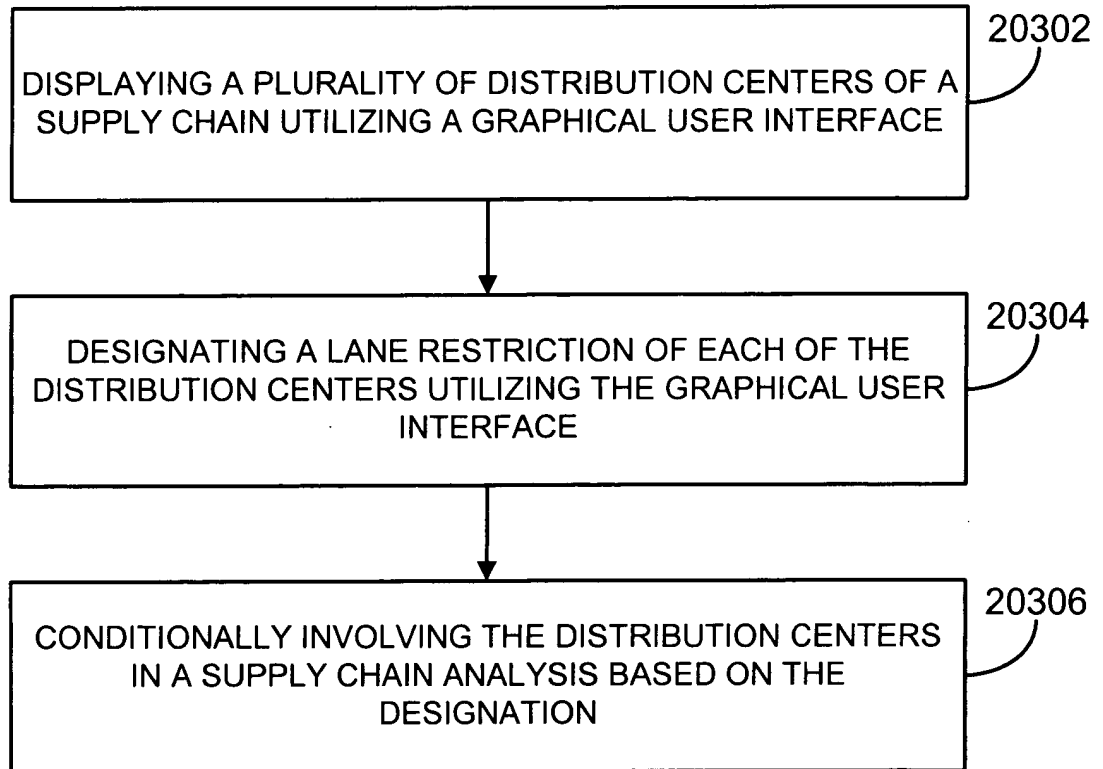 20302
DISPLAYING A PLURALITY OF DISTRIBUTION CENTERS OF A
SUPPLY CHAIN UTILIZING A GRAPHICAL USER INTERFACE
20304
DESIGNATING A LANE RESTRICTION OF EACH OF THE
DISTRIBUTION CENTERS UTILIZING THE GRAPHICAL USER
INTERFACE
20306
CONDITIONALLY INVOLVING THE DISTRIBUTION CENTERS
IN A SUPPLY CHAIN ANALYSIS BASED ON THE
DESIGNATION